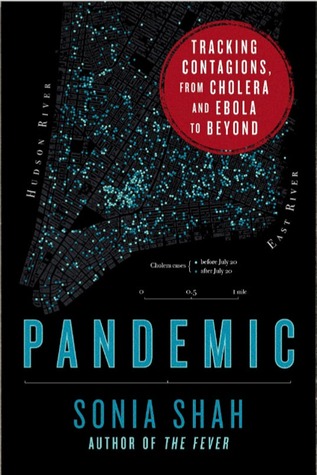 TRACKING
CONTAGIONS,
FROM CHOLERA
AND EBOLA
TO BEYOND
HUDSON RIVER
EAST RIVER
Cholera cases { • before July 20
• after July 20
0 0.5 1 mile
PANDEMIC
SONIA SHAH
AUTHOR OF THE FEVER